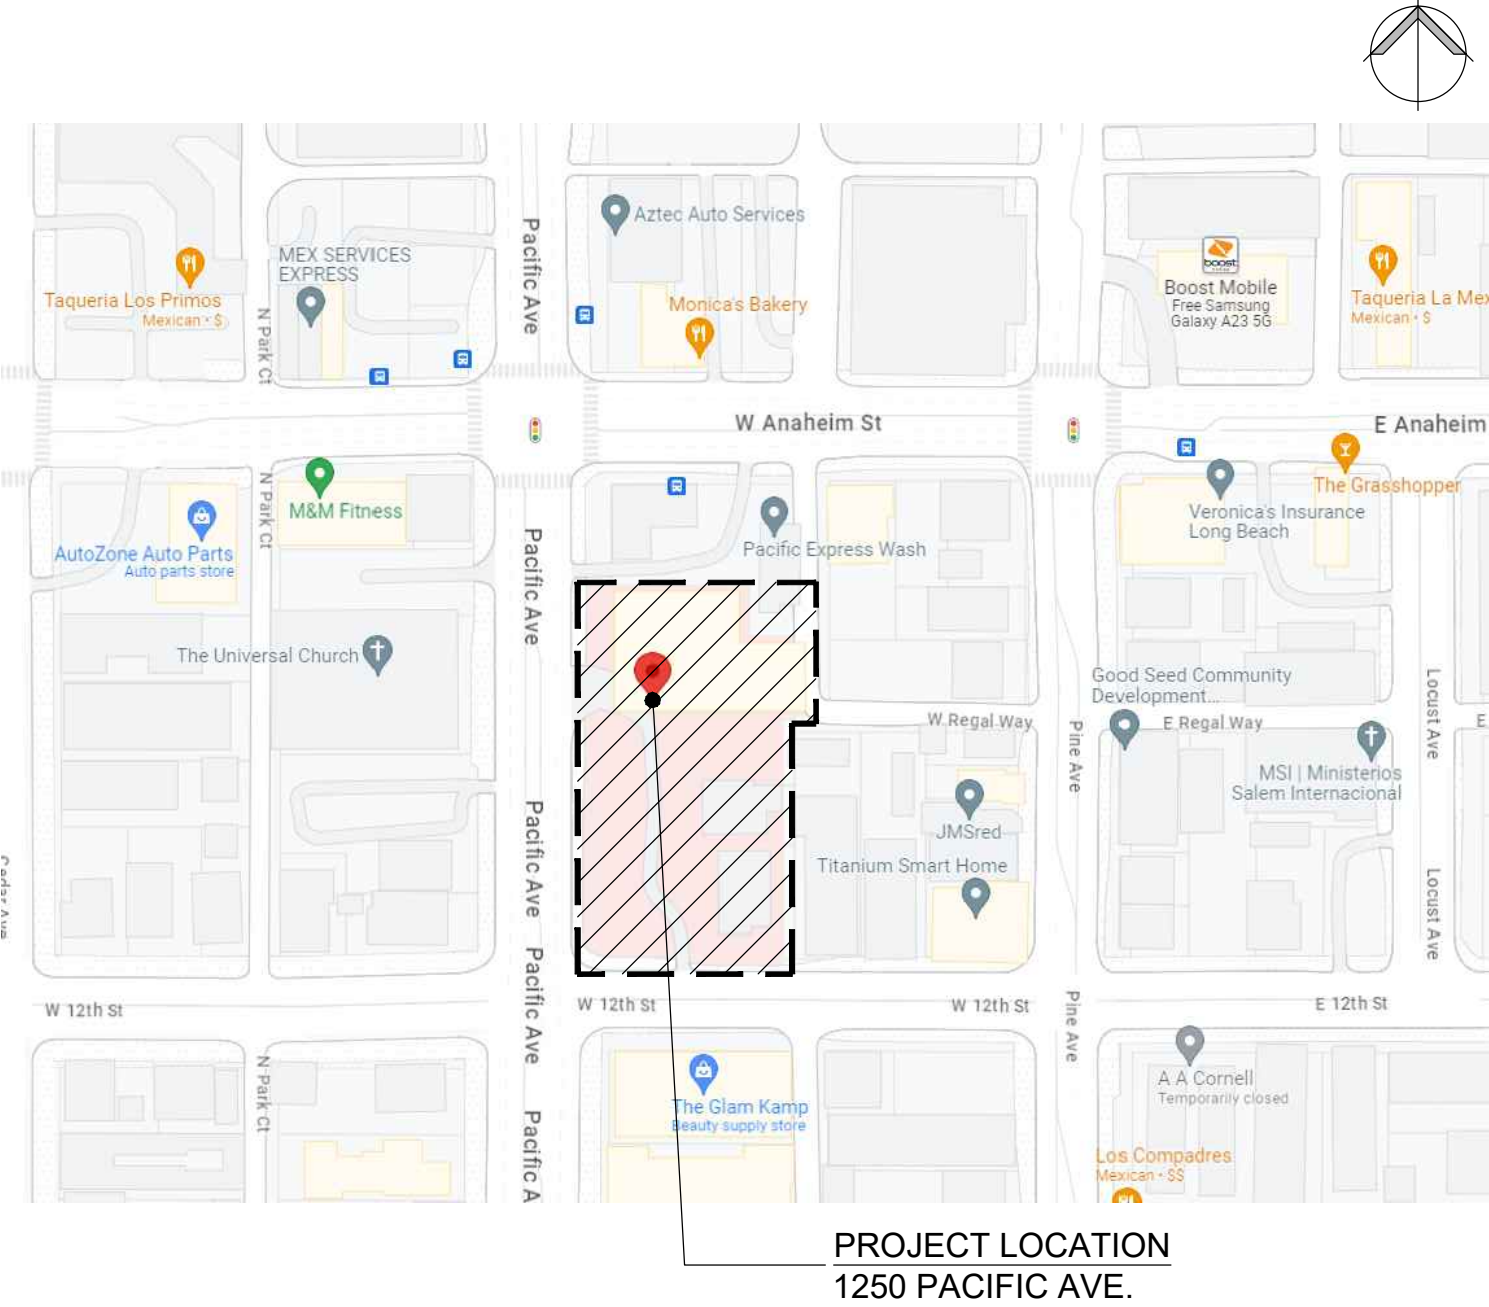 Aztec Auto Services
MEX SERVICES
EXPRESS
Pacific Ave
boost
Boost Mobile
Free Samsung
Galaxy A23 5G
Taqueria Los Primos
Mexican • $
Monica's Bakery
Taqueria La Mex
Mexican • $
N Park Ct
W Anaheim St
E Anaheim
M&M Fitness
N Park Ct
The Grasshopper
Veronica's Insurance
Long Beach
AutoZone Auto Parts
Auto parts store
Pacific Ave
Pacific Express Wash
The Universal Church
Good Seed Community
Development...
W Regal Way
E Regal Way
E
Pine Ave
Locust Ave
MSI | Ministerios
Salem Internacional
JMSred
Pacific Ave
Titanium Smart Home
Cedar Ave
Locust Ave
Pacific Ave
W 12th St
W 12th St
W 12th St
E 12th St
Pine Ave
N Park Ct
The Glam Kamp
Beauty supply store
A A Cornell
Temporarily closed
Pacific A
Los Compadres
Mexican • $$
PROJECT LOCATION
1250 PACIFIC AVE.